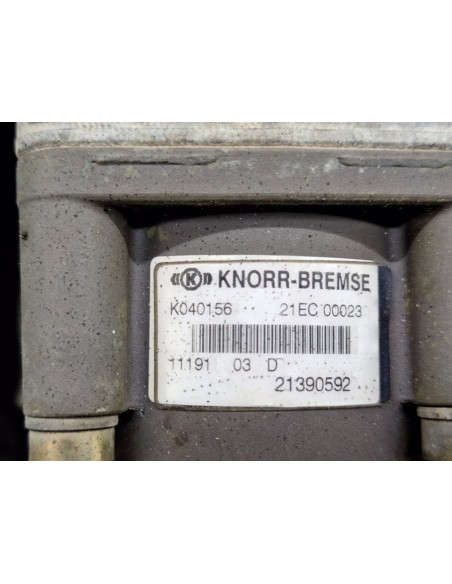 K KNORR-BREMSE
K040156 21EC 00023
11191 03 D
21390592